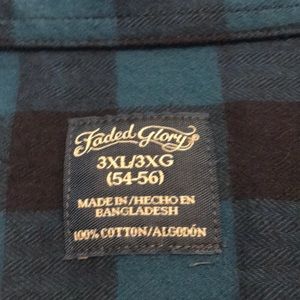 Faded Glory
3XL/3XG
(54-56)
MADE IN/HECHO EN
BANGLADESH
100% COTTON/ALGODÓN